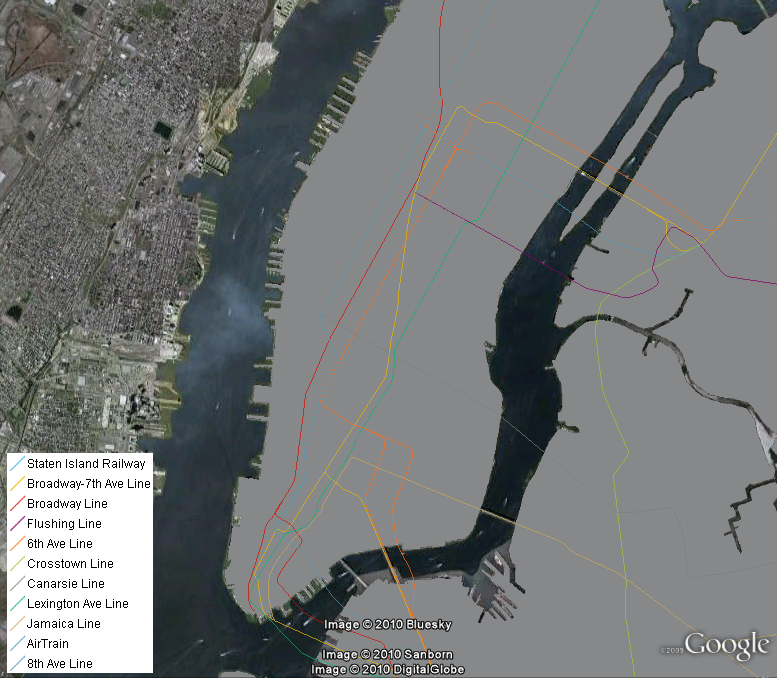 Staten Island Railway
Broadway-7th Ave Line
Broadway Line
Flushing Line
6th Ave Line
Crosstown Line
Canarsie Line
Lexington Ave Line
Jamaica Line
AirTrain
8th Ave Line
Image © 2010 Bluesky
© 2009 Google
Image © 2010 Sanborn
Image © 2010 DigitalGlobe